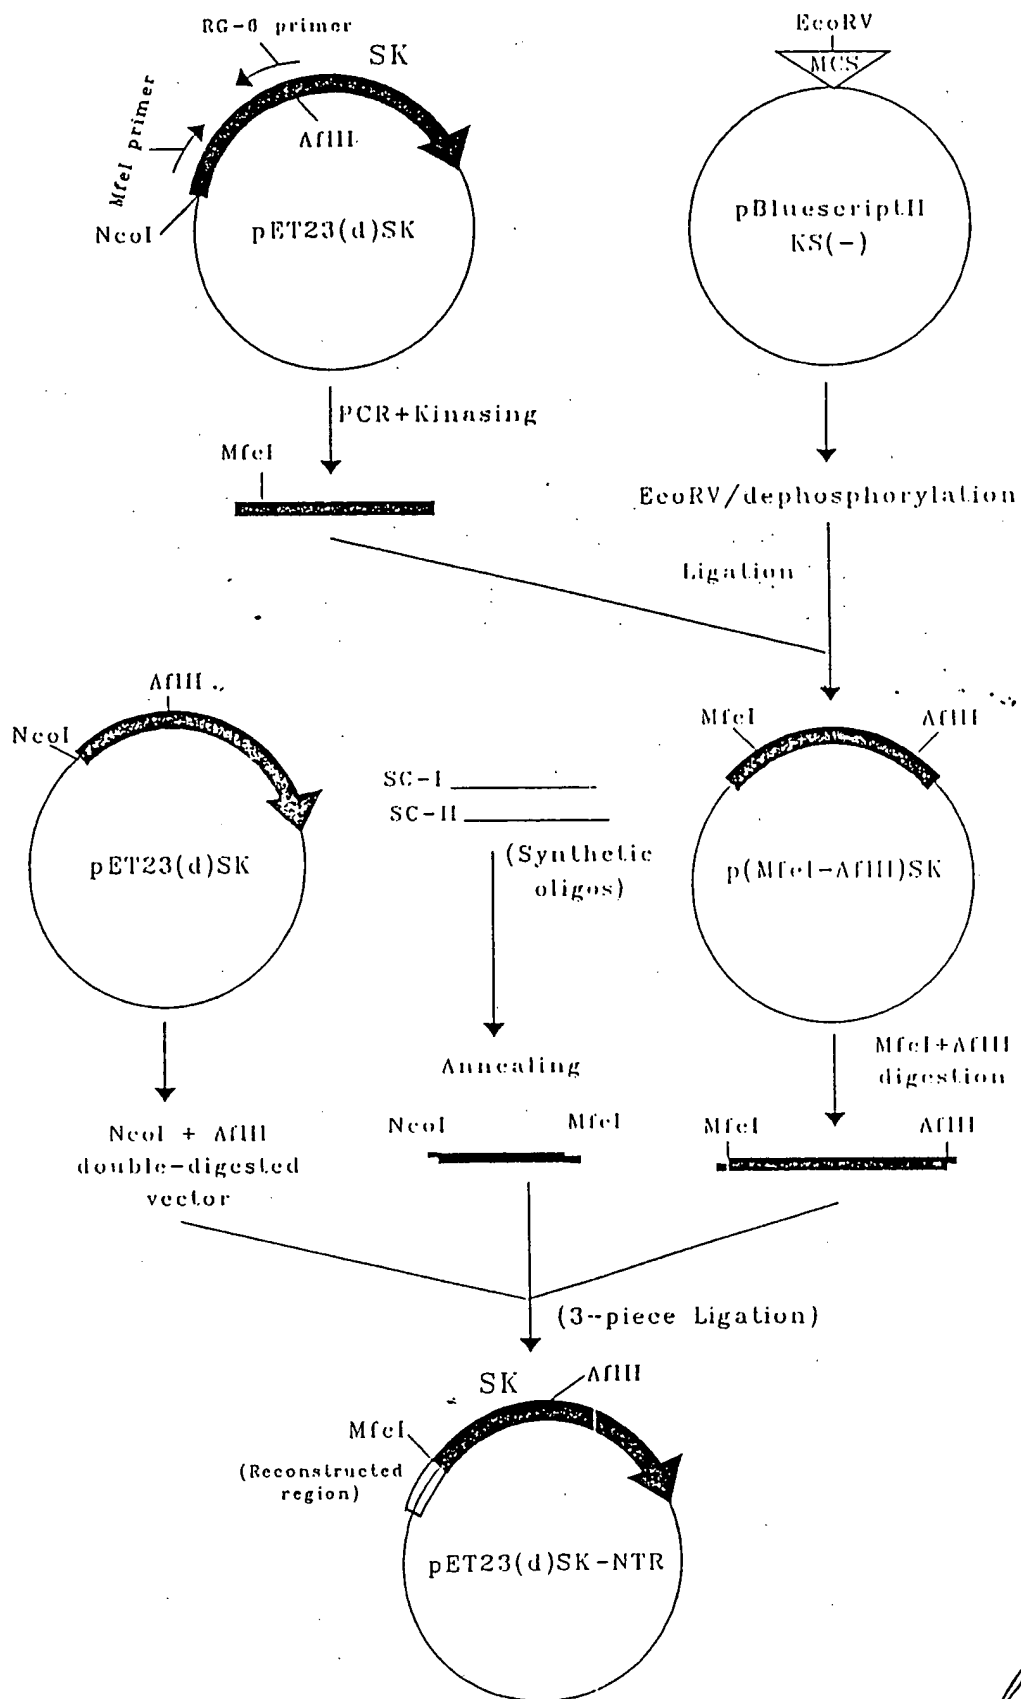 RG-6 primer
SK
EcoRV
MCS
MfeI primer
AflII
NcoI
pET23(d)SK
pBluescriptII
KS(-)
PCR+Kinasing
MfeI
EcoRV/dephosphorylation
Ligation
AflII
NcoI
MfeI
AflII
SC-I
SC-II
(Synthetic
oligos)
pET23(d)SK
p(MfeI-AflII)SK
Annealing
MfeI+AflII
digestion
NcoI + AflII
double-digested
vector
NcoI
MfeI
MfeI
AflII
(3-piece Ligation)
SK
AflII
MfeI
(Reconstructed
region)
pET23(d)SK-NTR